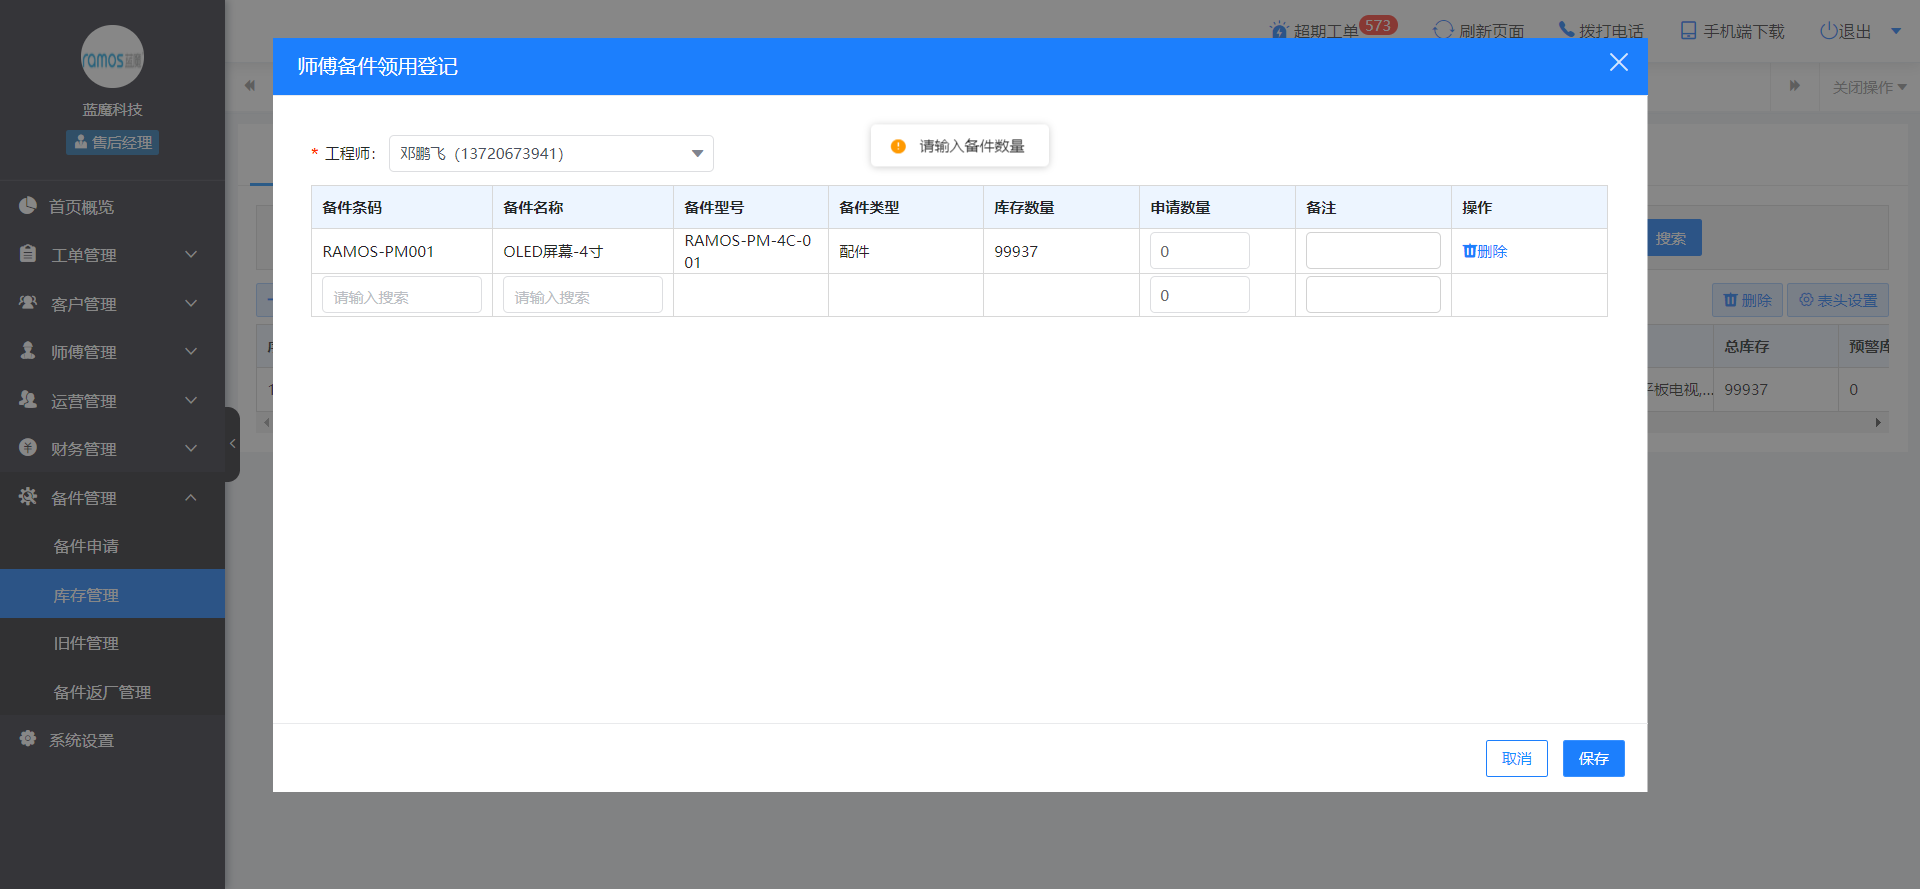 ramos蓝魔
蓝魔科技
售后经理
首页概览
工单管理
客户管理
师傅管理
运营管理
财务管理
备件管理
备件申请
库存管理
旧件管理
备件返厂管理
系统设置
超期工单 573 刷新页面 拨打电话 手机端下载 退出
关闭操作
师傅备件领用登记
* 工程师： 邓鹏飞（13720673941）
请输入备件数量
备件条码 备件名称 备件型号 备件类型 库存数量 申请数量 备注 操作
RAMOS-PM001 OLED屏幕-4寸 RAMOS-PM-4C-0
01 配件 99937 0 删除
请输入搜索 请输入搜索 0
取消 保存
搜索
删除 表头设置
总库存 预警库
平板电视,... 99937 0